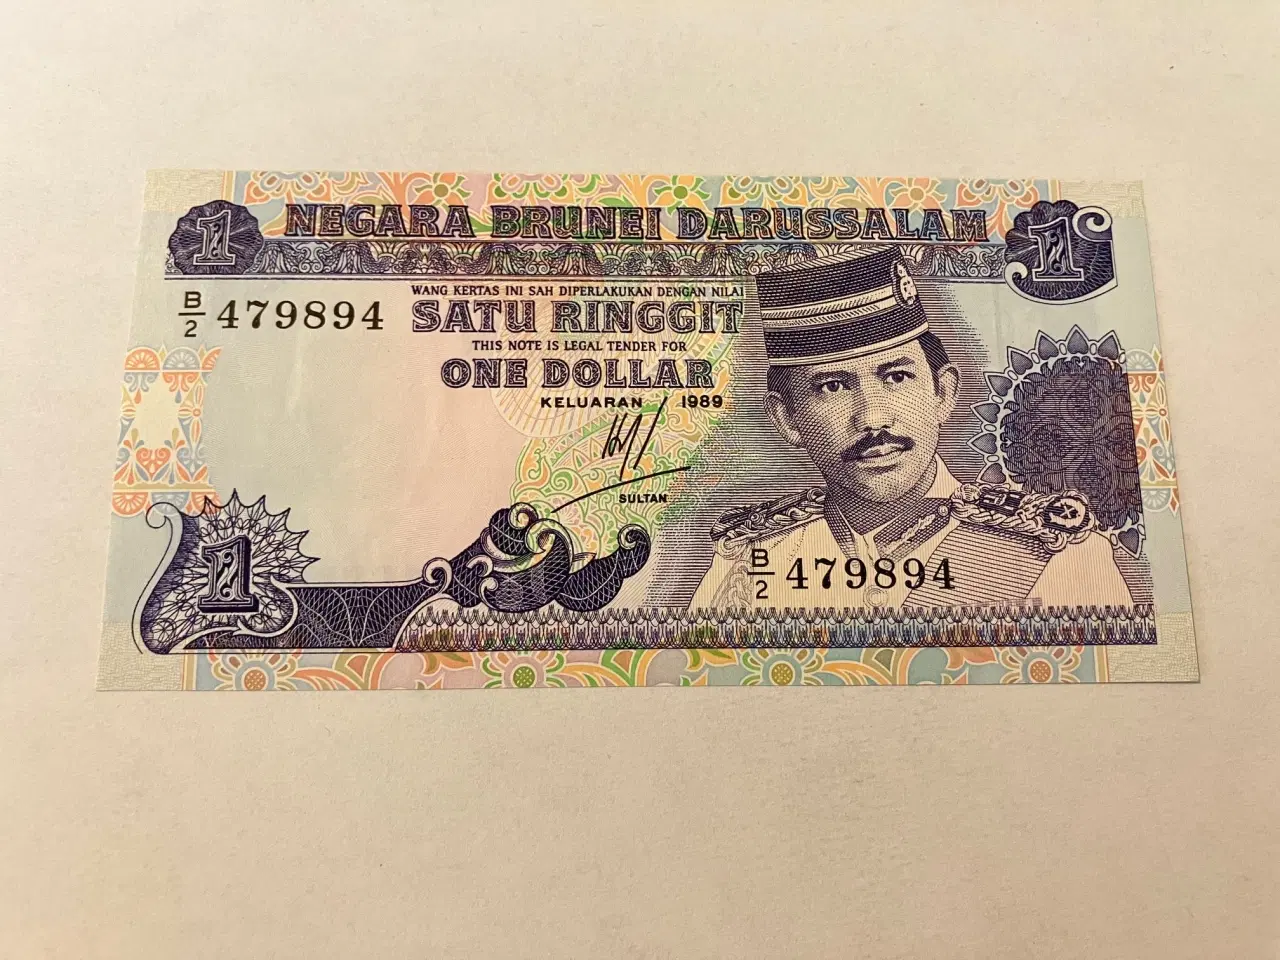 1 NEGARA BRUNEI DARUSSALAM 1
WANG KERTAS INI SAH DIPERLAKUKAN DENGAN NILAI
B/2 479894
SATU RINGGIT
THIS NOTE IS LEGAL TENDER FOR
ONE DOLLAR
KELUARAN 1989
SULTAN
1
B/2 479894